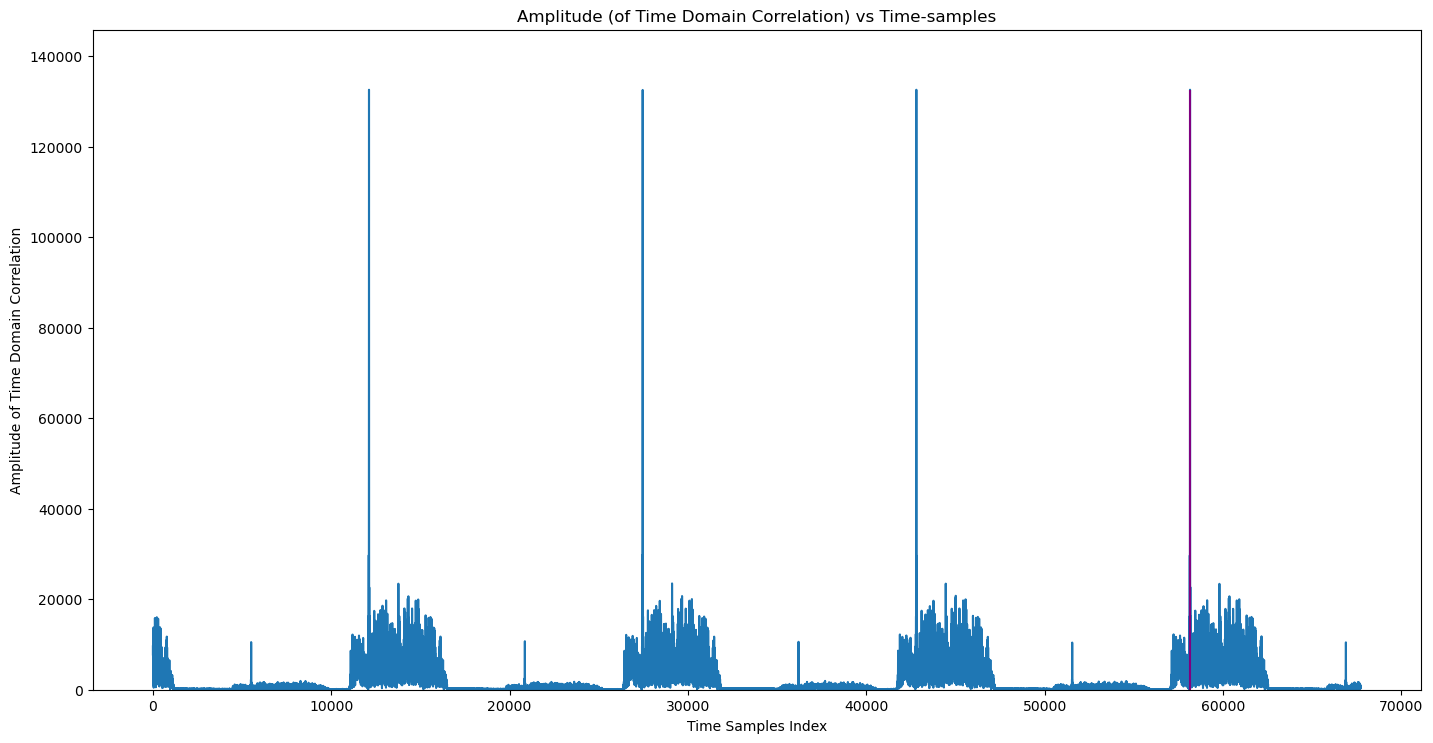 Amplitude (of Time Domain Correlation) vs Time-samples
Amplitude of Time Domain Correlation
140000
120000
100000
80000
60000
40000
20000
0
0 10000 20000 30000 40000 50000 60000 70000
Time Samples Index